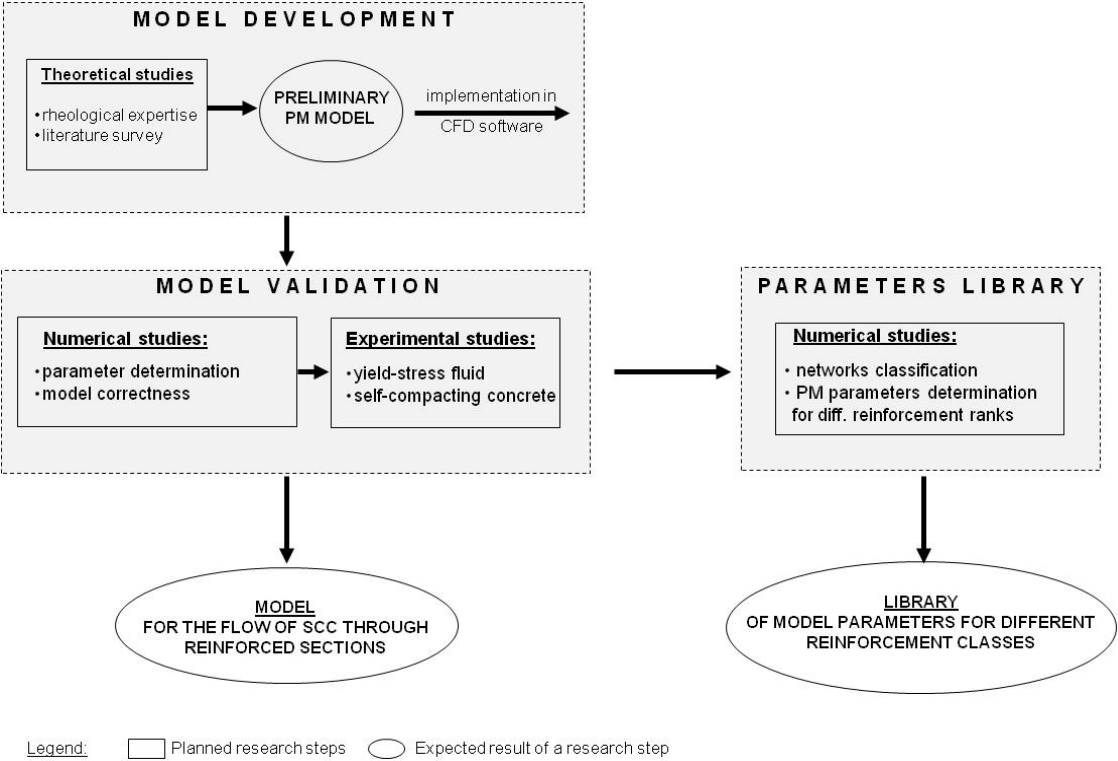 MODEL DEVELOPMENT
Theoretical studies
• rheological expertise
• literature survey
PRELIMINARY
PM MODEL
implementation in
CFD software
MODEL VALIDATION
Numerical studies:
• parameter determination
• model correctness
Experimental studies:
• yield-stress fluid
• self-compacting concrete
PARAMETERS LIBRARY
Numerical studies:
• networks classification
• PM parameters determination
for diff. reinforcement ranks
MODEL
FOR THE FLOW OF SCC THROUGH
REINFORCED SECTIONS
LIBRARY
OF MODEL PARAMETERS FOR DIFFERENT
REINFORCEMENT CLASSES
Legend: Planned research steps Expected result of a research step